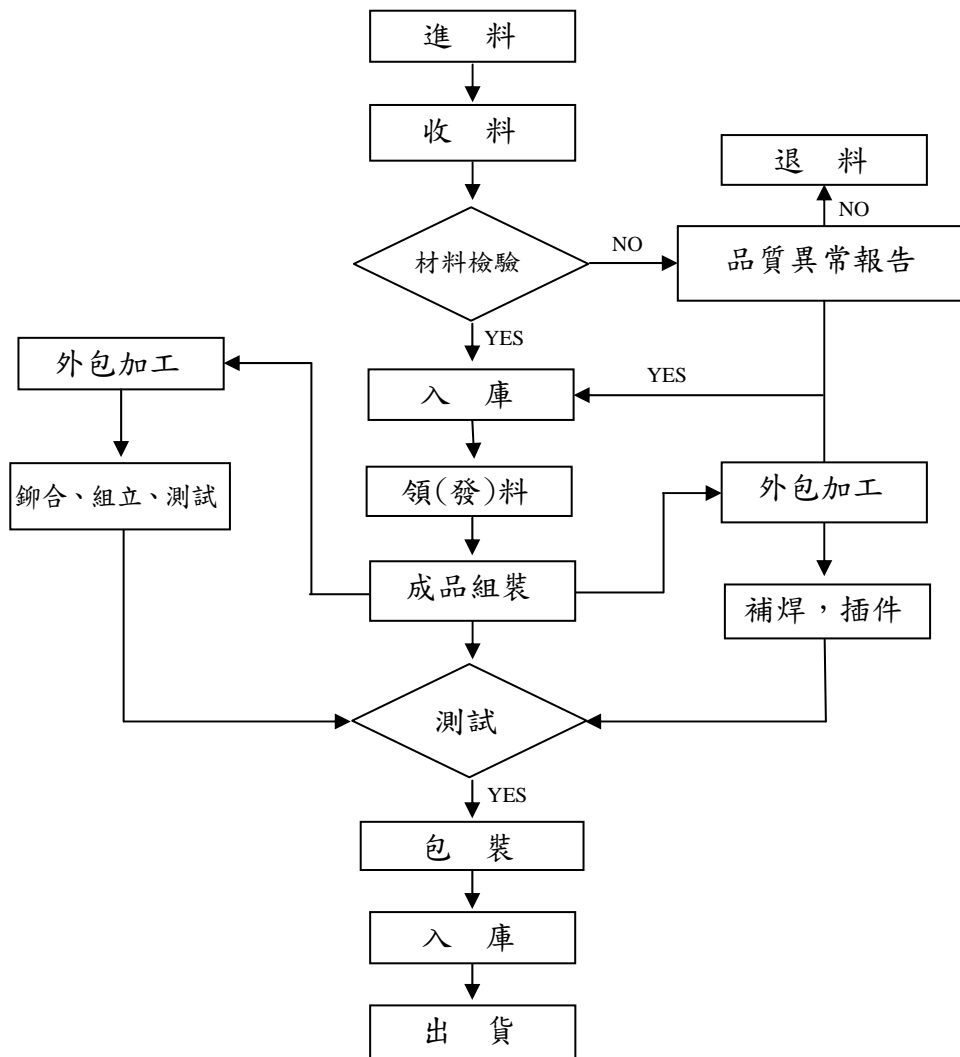 進 料
收 料
退 料
NO
材料檢驗
NO
品質異常報告
YES
外包加工
入 庫
YES
鉚合、組立、測試
領(發)料
外包加工
成品組裝
補焊，插件
測試
YES
包 裝
入 庫
出 貨